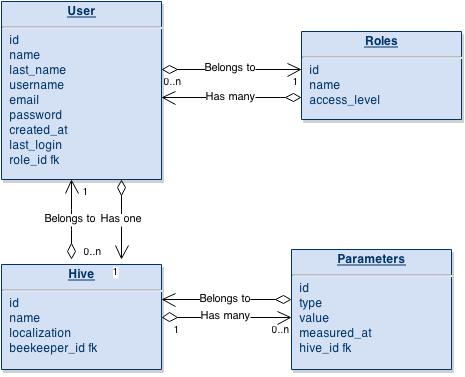 User
id
name
last_name
username
email
password
created_at
last_login
role_id fk
Roles
id
name
access_level
Belongs to
0..n
1
Has many
1
Belongs to
Has one
0..n
1
Hive
id
name
localization
beekeeper_id fk
Parameters
id
type
value
measured_at
hive_id fk
Belongs to
Has many
1
0..n